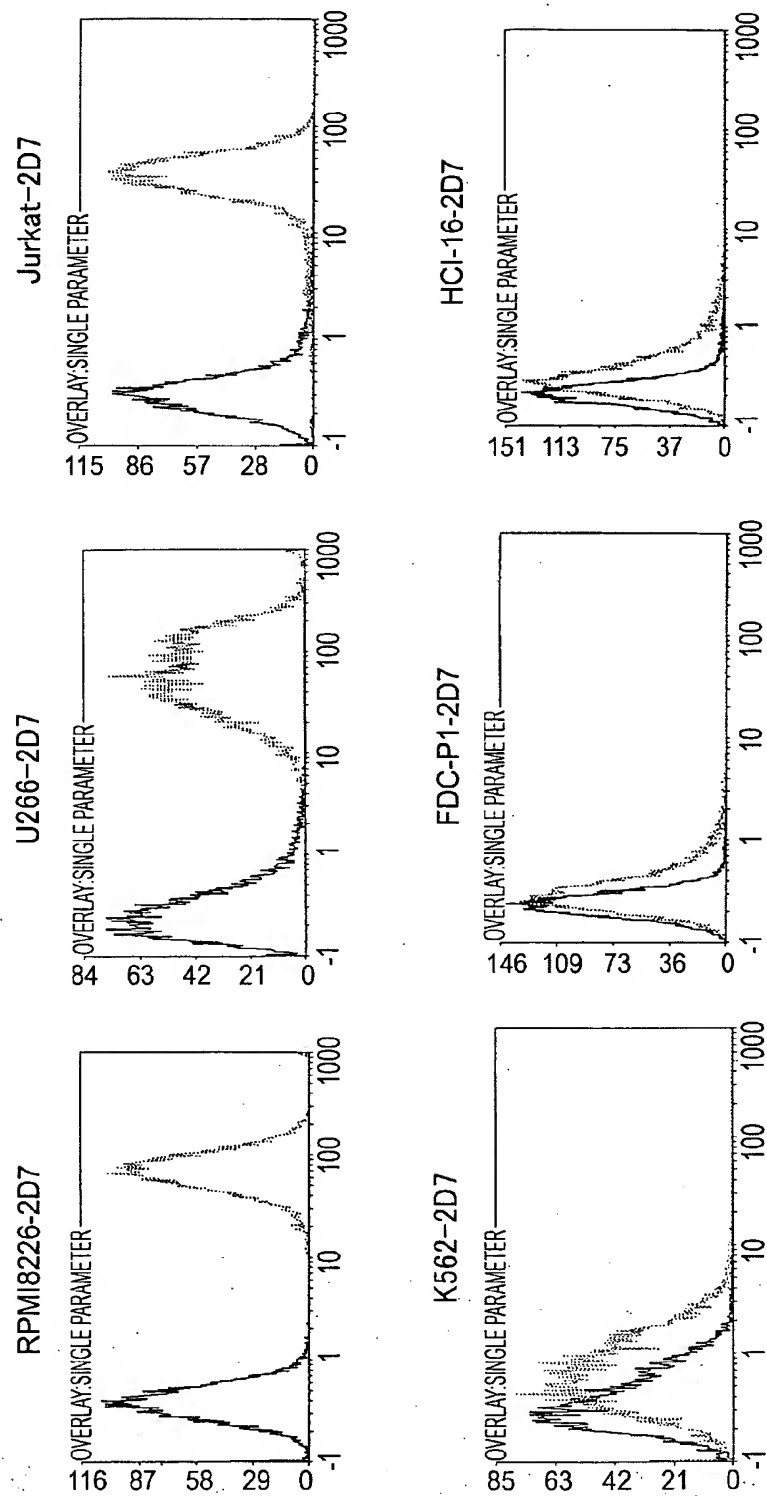 RPMI8226-2D7
OVERLAY:SINGLE PARAMETER
116
87
58
29
0
-1 1 10 100 1000
U266-2D7
OVERLAY:SINGLE PARAMETER
84
63
42
21
0
-1 1 10 100 1000
Jurkat-2D7
OVERLAY:SINGLE PARAMETER
115
86
57
28
0
-1 1 10 100 1000
K562-2D7
OVERLAY:SINGLE PARAMETER
85
63
42
21
0
-1 1 10 100 1000
FDC-P1-2D7
OVERLAY:SINGLE PARAMETER
146
109
73
36
0
-1 1 10 100 1000
HCI-16-2D7
OVERLAY:SINGLE PARAMETER
151
113
75
37
0
-1 1 10 100 1000